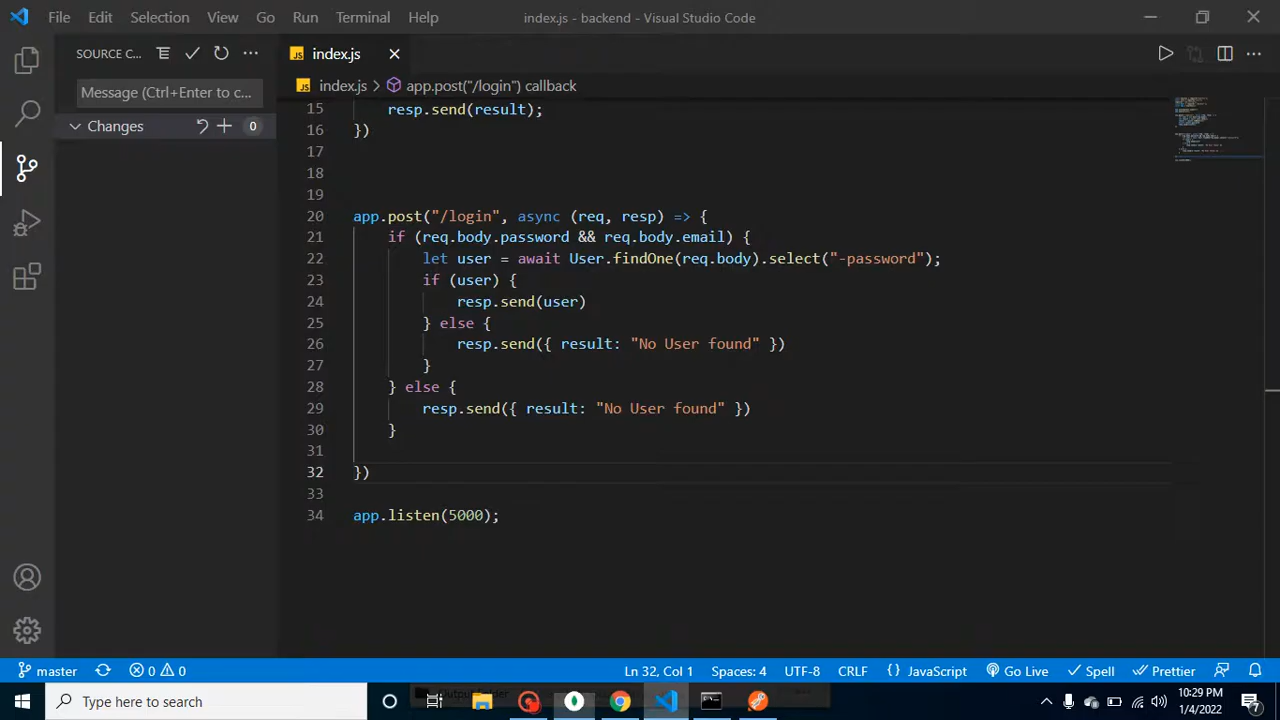 File Edit Selection View Go Run Terminal Help index.js - backend - Visual Studio Code
SOURCE C... JS index.js
Message (Ctrl+Enter to c...
JS index.js > app.post("/login") callback
Changes 0
15 resp.send(result);
16 })
17
18
19
20 app.post("/login", async (req, resp) => {
21 if (req.body.password && req.body.email) {
22 let user = await User.findOne(req.body).select("-password");
23 if (user) {
24 resp.send(user)
25 } else {
26 resp.send({ result: "No User found" })
27 }
28 } else {
29 resp.send({ result: "No User found" })
30 }
31
32 })
33
34 app.listen(5000);
master 0 0 Ln 32, Col 1 Spaces: 4 UTF-8 CRLF { } JavaScript Go Live Spell Prettier
Output folder
Type here to search
10:29 PM
1/4/2022
7